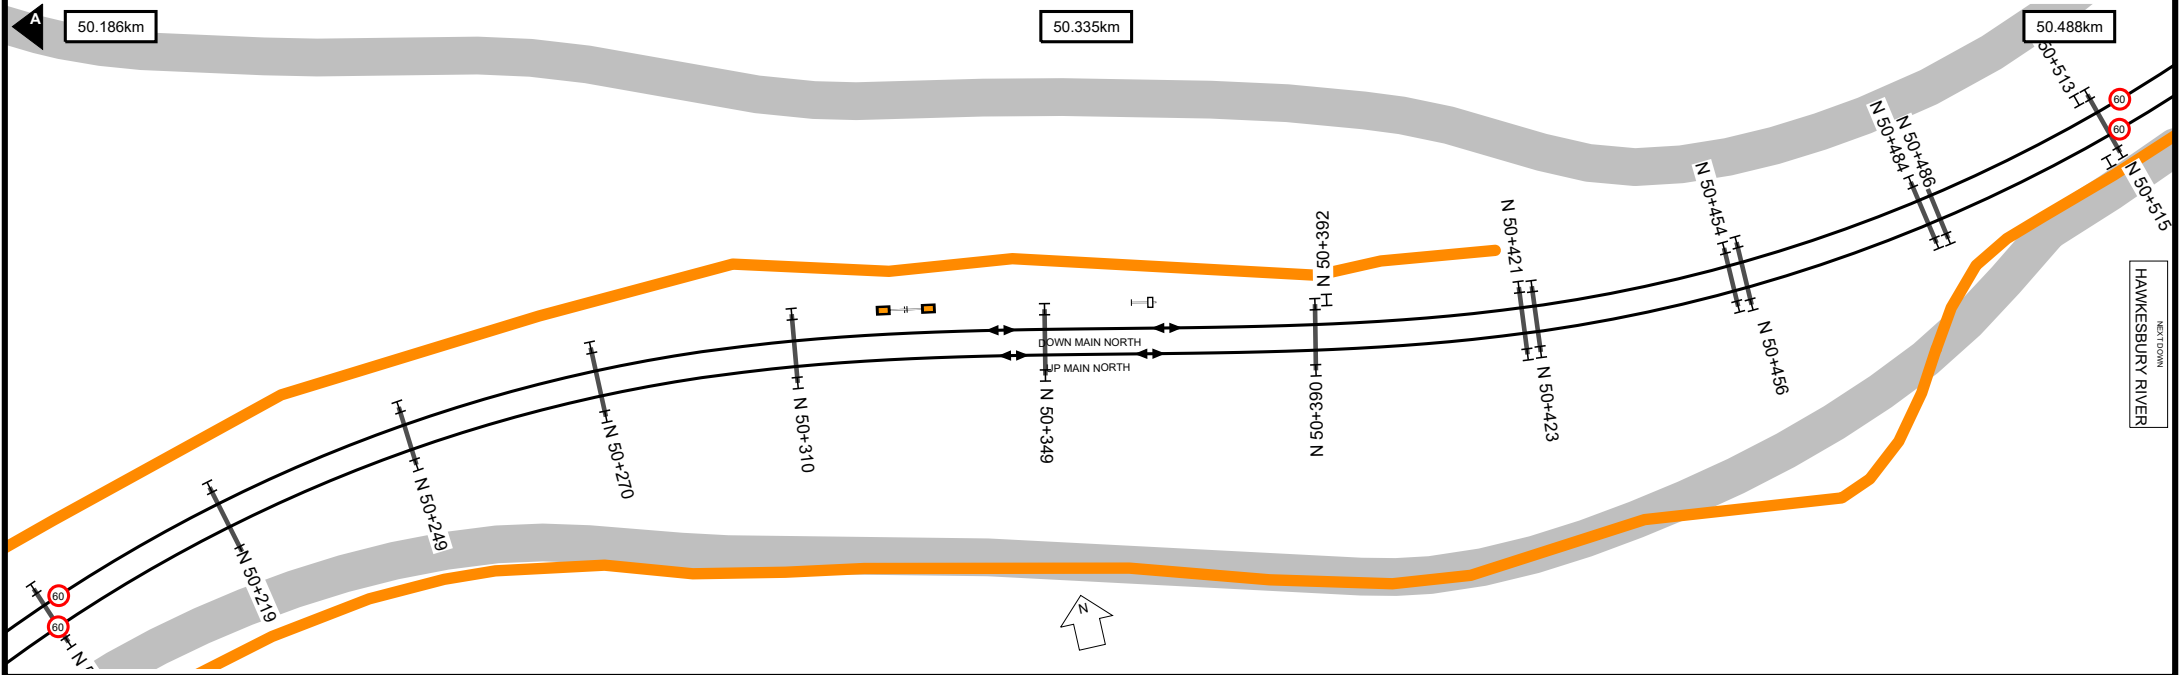 A
50.186km
50.335km
50.488km
50+513
60
60
N 50+484
N 50+486
N 50+515
N 50+454
N 50+456
N 50+421
N 50+423
N 50+392
N 50+390
DOWN MAIN NORTH
UP MAIN NORTH
N 50+349
N 50+310
N 50+270
N 50+249
N 50+219
60
60
N
NEXT DOWN
HAWKESBURY RIVER